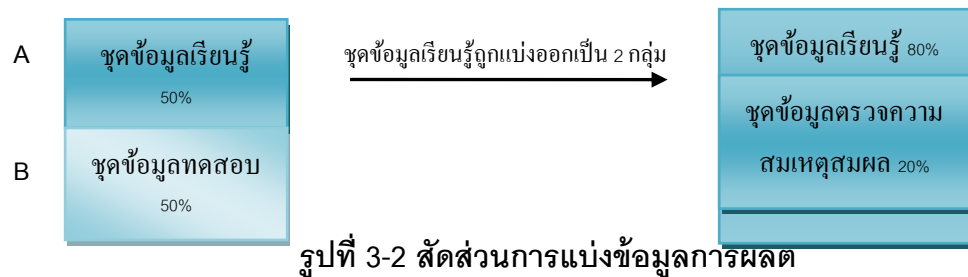 A
ชุดข้อมูลเรียนรู้
50%
B
ชุดข้อมูลทดสอบ
50%
ชุดข้อมูลเรียนรู้ถูกแบ่งออกเป็น 2 กลุ่ม
ชุดข้อมูลเรียนรู้ 80%
ชุดข้อมูลตรวจความ
สมเหตุสมผล 20%
รูปที่ 3-2 สัดส่วนการแบ่งข้อมูลการผลิต